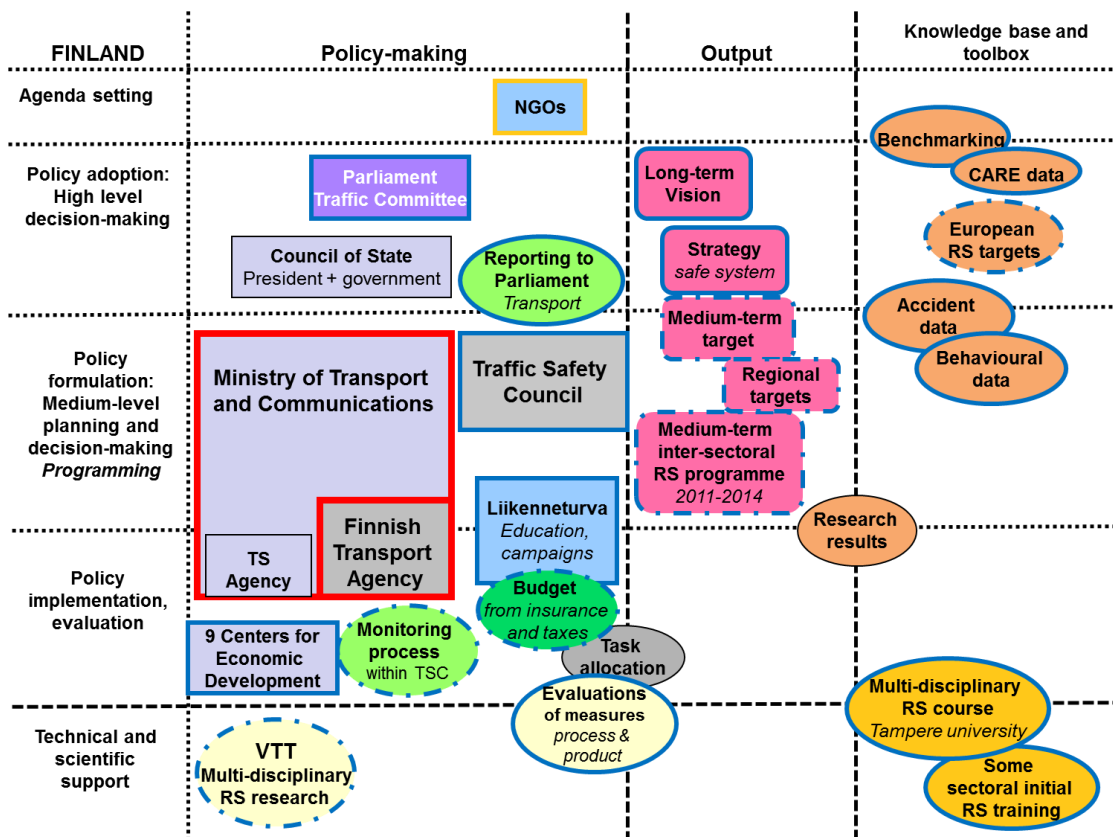 FINLAND
Policy-making
Output
Knowledge base and
toolbox
Agenda setting
NGOs
Benchmarking
CARE data
Policy adoption:
High level
decision-making
Parliament
Traffic Committee
Long-term
Vision
Council of State
President + government
Reporting to
Parliament
Transport
Strategy
safe system
European
RS targets
Policy
formulation:
Medium-level
planning and
decision-making
Programming
Ministry of Transport
and Communications
Traffic Safety
Council
Medium-term
target
Regional
targets
Medium-term
inter-sectoral
RS programme
2011-2014
Accident
data
Behavioural
data
Liikenneturva
Education,
campaigns
Research
results
Policy
implementation,
evaluation
TS
Agency
Finnish
Transport
Agency
Budget
from insurance
and taxes
9 Centers for
Economic
Development
Monitoring
process
within TSC
Task
allocation
Technical and
scientific
support
VTT
Multi-disciplinary
RS research
Evaluations
of measures
process &
product
Multi-disciplinary
RS course
Tampere university
Some
sectoral initial
RS training